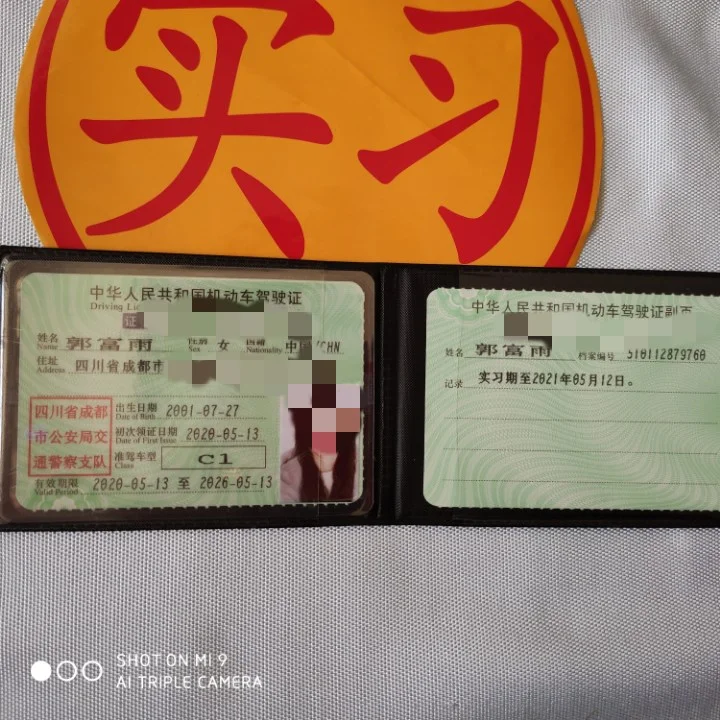 实习
中华人民共和国机动车驾驶证
Driving Lic
证
姓名 郭富雨 性别 女 国籍 中国/CHN
Name Sex Nationality
住址 四川省成都市
Address
四川省成都
市公安局交
通警察支队
出生日期 2001-07-27
Date of Birth
初次领证日期 2020-05-13
Date of First Issue
准驾车型 C1
Class
有效期限 2020-05-13 至 2026-05-13
Valid Period
中华人民共和国机动车驾驶证副页
姓名 郭富雨 档案编号 510112879760
记录 实习期至2021年05月12日。
SHOT ON MI 9
AI TRIPLE CAMERA